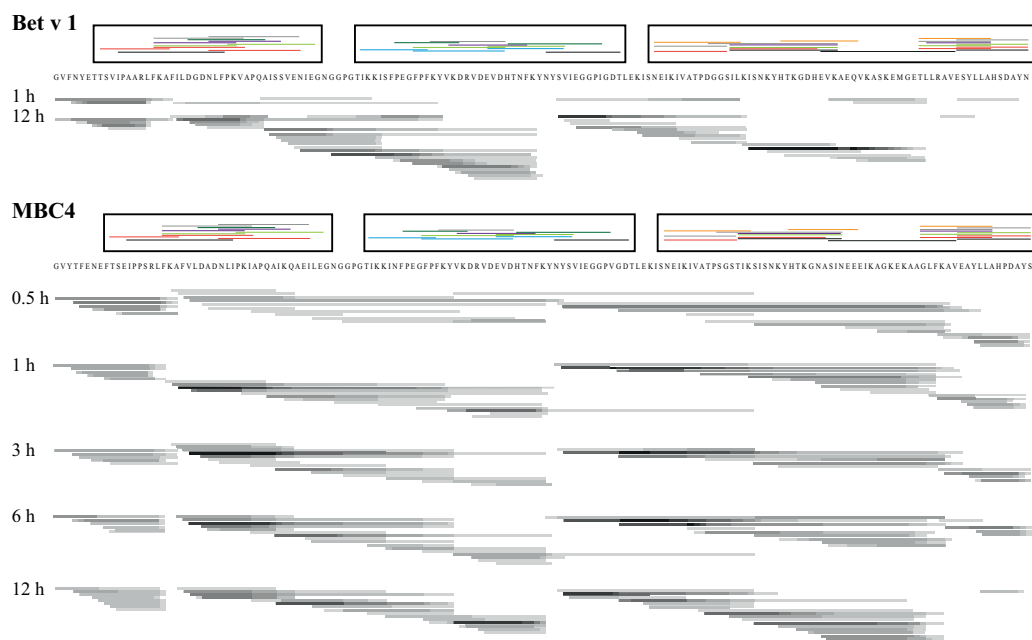 Bet v 1
GVFNYETTSVIPAARLFKAFILDGDNLFPKVAPQAISSVENIEGNGGPGTIKKISFPEGFPFKYVKDRVDEVDHTNFKYNYSVIEGGPIGDTLEKISNEIKIVATPDGGSILKISNKYHTKGDHEVKAEQVKASKEMGETLLRAVESYLLAHSDAYN
1 h
12 h
MBC4
GVYTFENEFTSEIPPSRLFKAFVLDADNLIPKIAPQAIKQAEILEGNGGPGTIKKINFPEGFPFKYVKDRVDEVDHTNFKYNYSVIEGGPVGDTLEKISNEIKIVATPSGSTIKSISNKYHTKGNASINEEEIKAGKEKAAGLFKAVEAYLLAHPDAYS
0.5 h
1 h
3 h
6 h
12 h